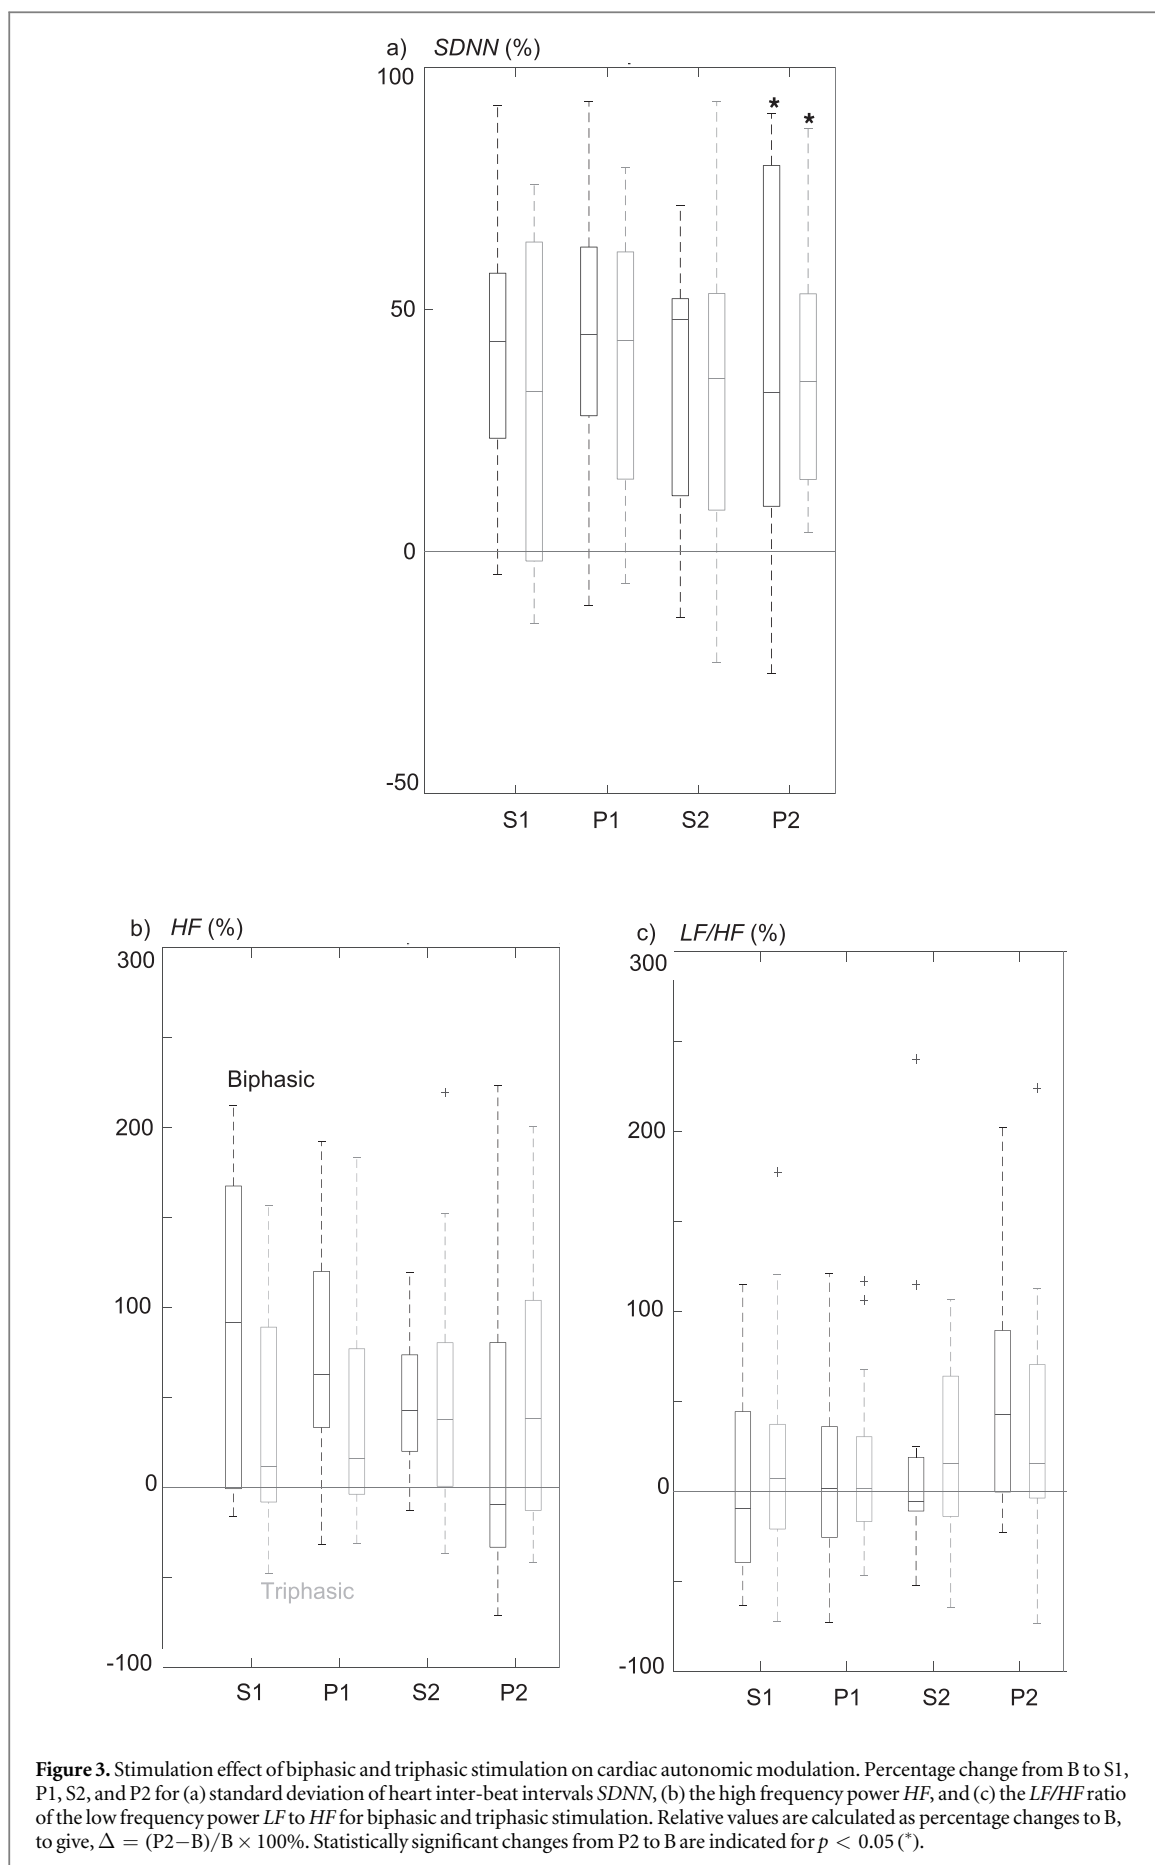 a) SDNN (%)
100
50
0
-50
S1 P1 S2 P2
* *
b) HF (%)
300
200
100
0
-100
Biphasic
Triphasic
S1 P1 S2 P2
c) LF/HF (%)
300
200
100
0
-100
S1 P1 S2 P2
Figure 3. Stimulation effect of biphasic and triphasic stimulation on cardiac autonomic modulation. Percentage change from B to S1,
P1, S2, and P2 for (a) standard deviation of heart inter-beat intervals SDNN, (b) the high frequency power HF, and (c) the LF/HF ratio
of the low frequency power LF to HF for biphasic and triphasic stimulation. Relative values are calculated as percentage changes to B,
to give, Δ = (P2−B)/B × 100%. Statistically significant changes from P2 to B are indicated for p < 0.05 (*).